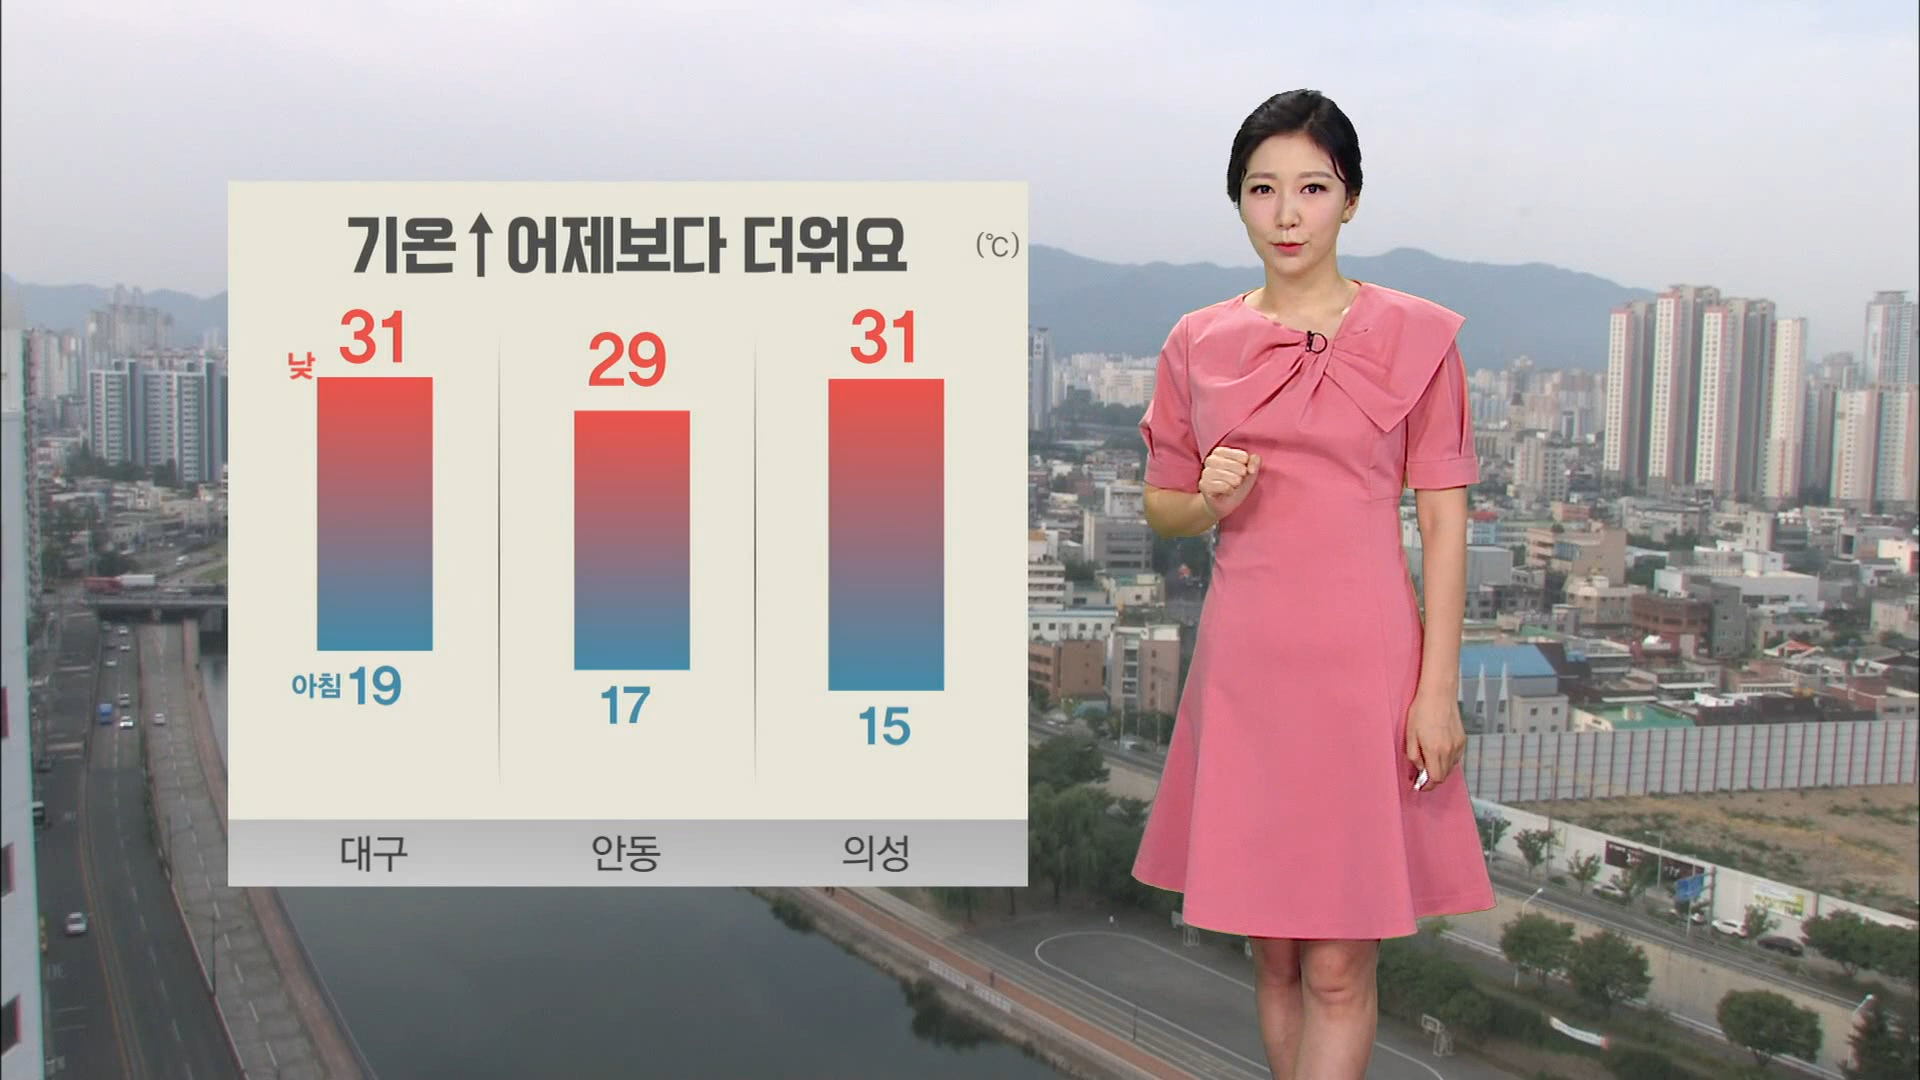 기온↑어제보다 더워요 (℃)
낮 31 29 31
아침 19 17 15
대구 안동 의성